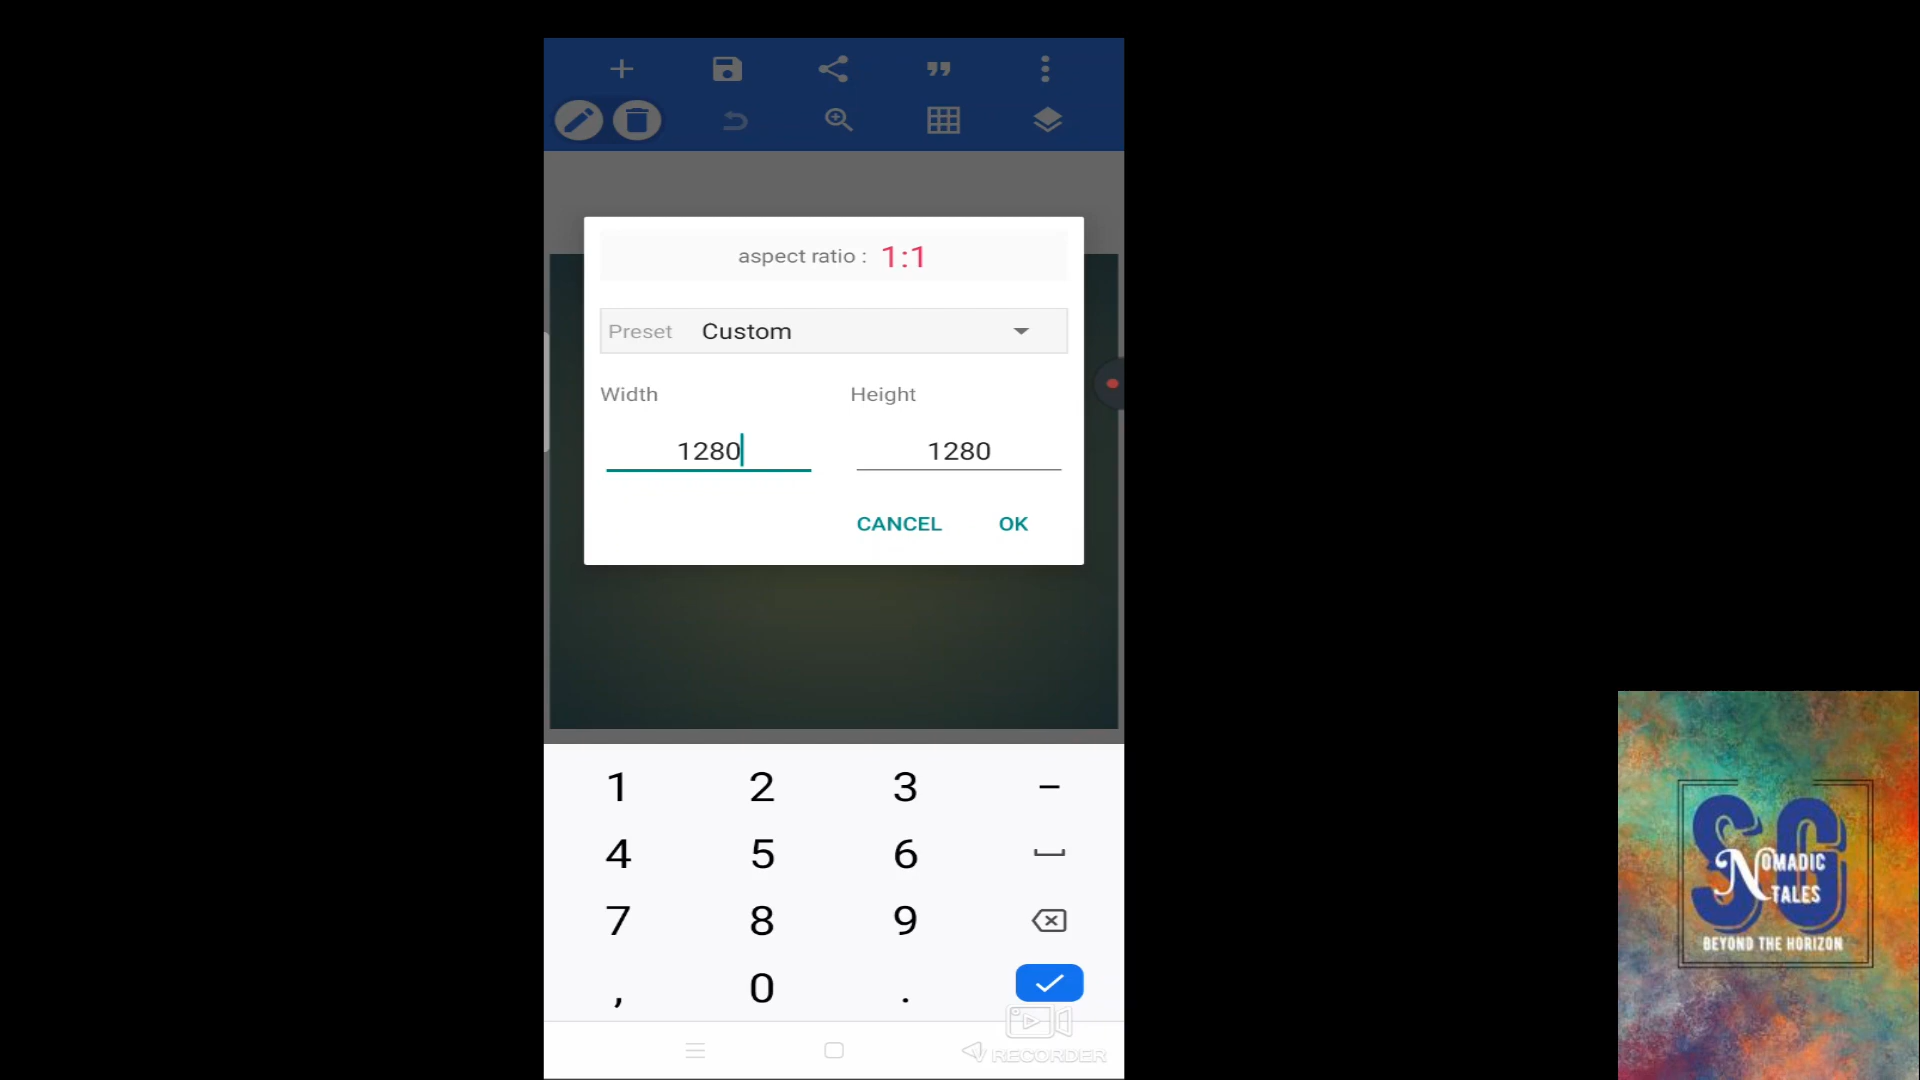 aspect ratio : 1:1
Preset Custom
Width Height
1280 1280
CANCEL OK
1 2 3 –
4 5 6
7 8 9
, 0 .
RECORDER
SG
NOMADIC
TALES
BEYOND THE HORIZON